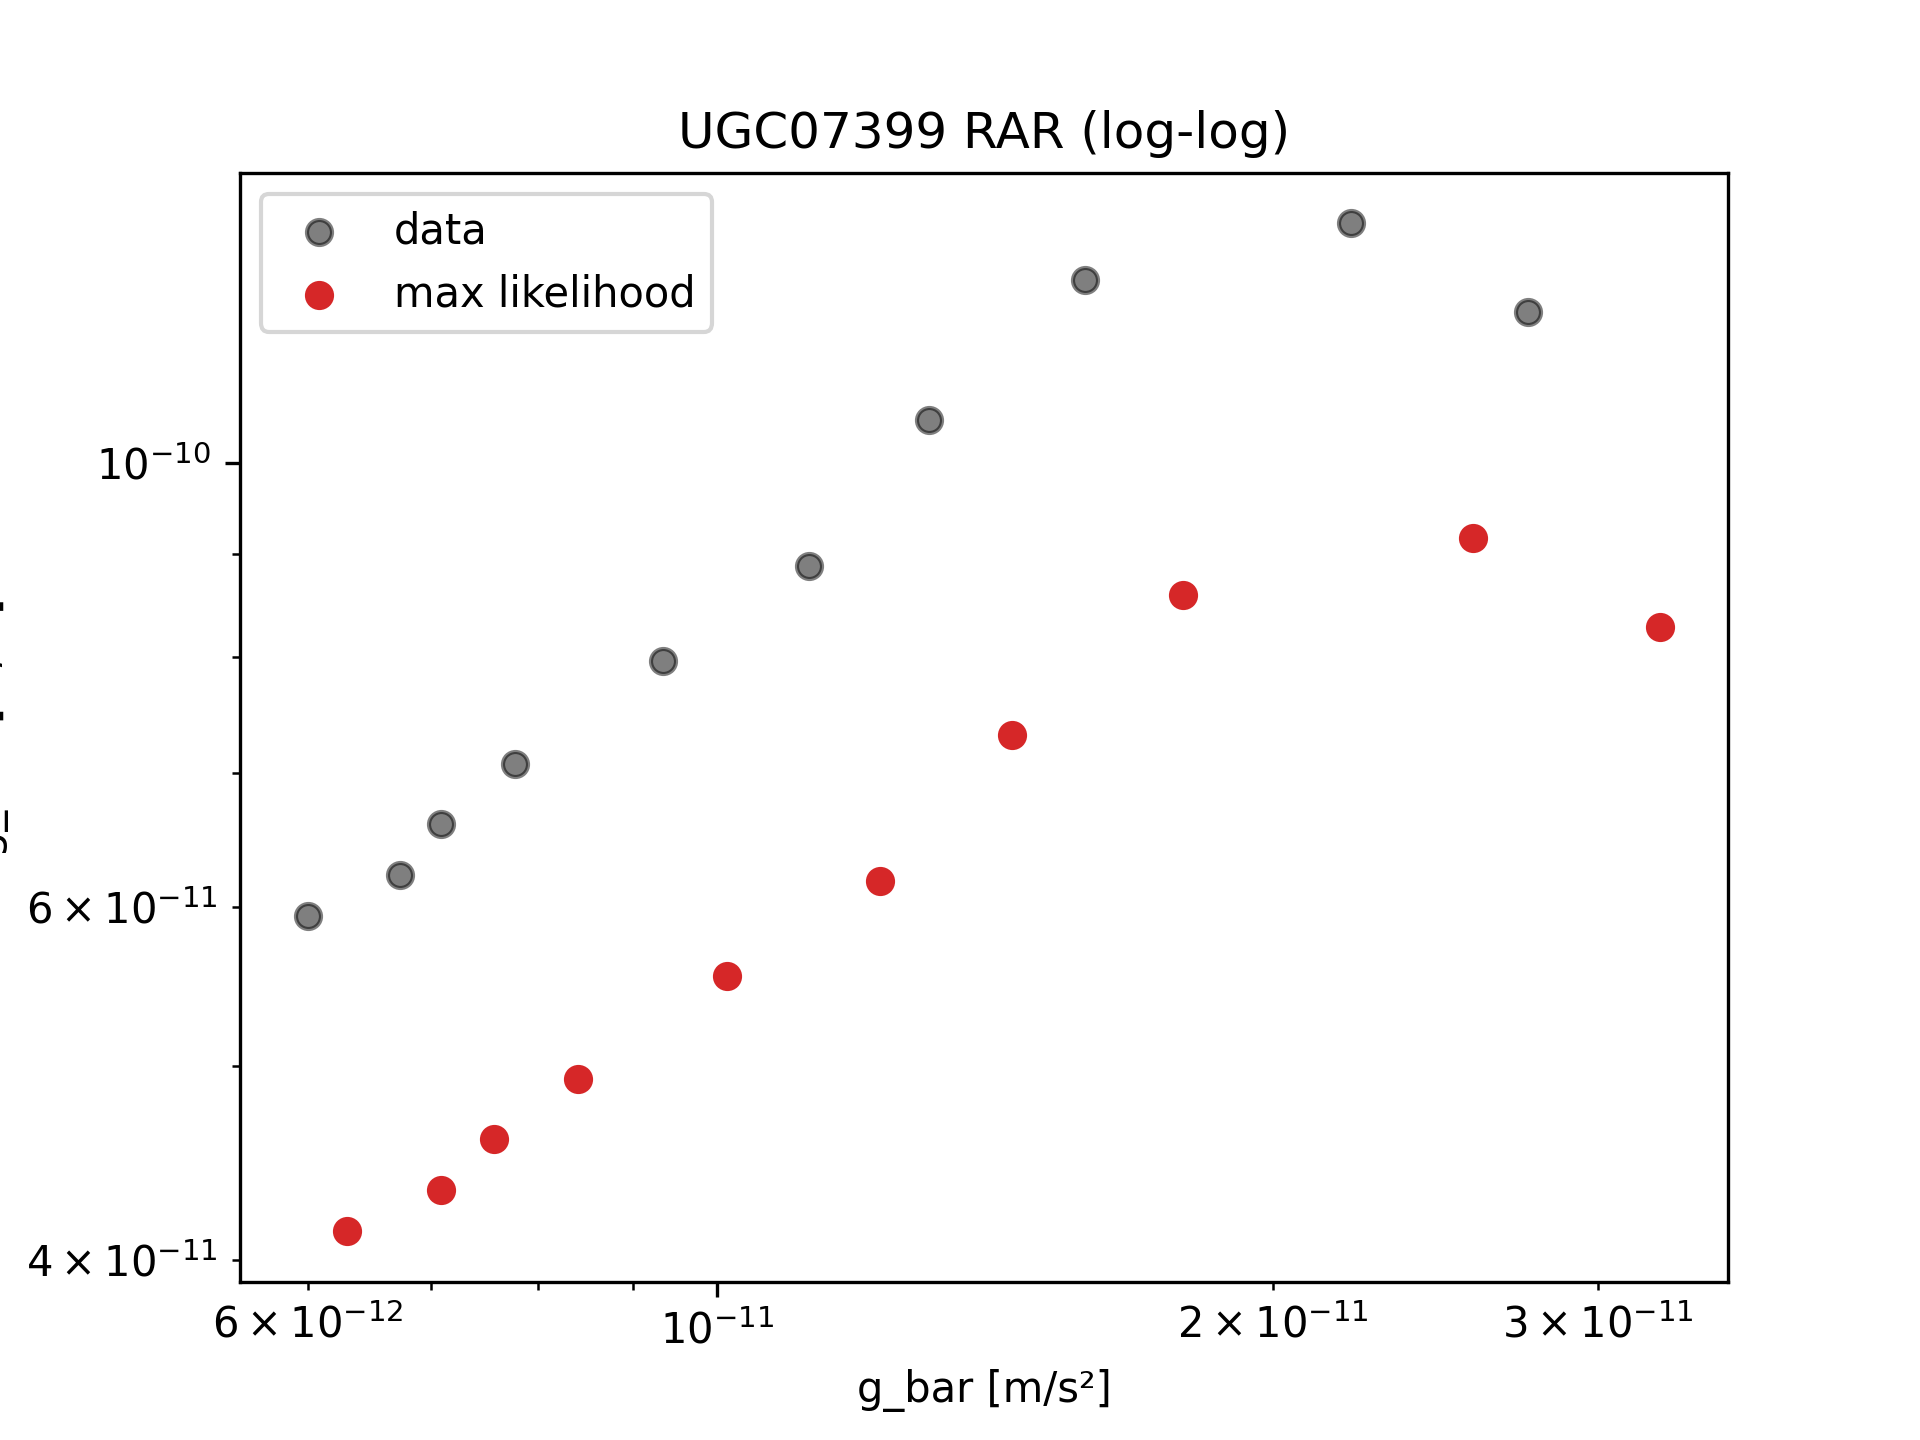 UGC07399 RAR (log-log)
data
max likelihood
10⁻¹⁰
6 × 10⁻¹¹
4 × 10⁻¹¹
6 × 10⁻¹²
10⁻¹¹
2 × 10⁻¹¹
3 × 10⁻¹¹
g_bar [m/s²]